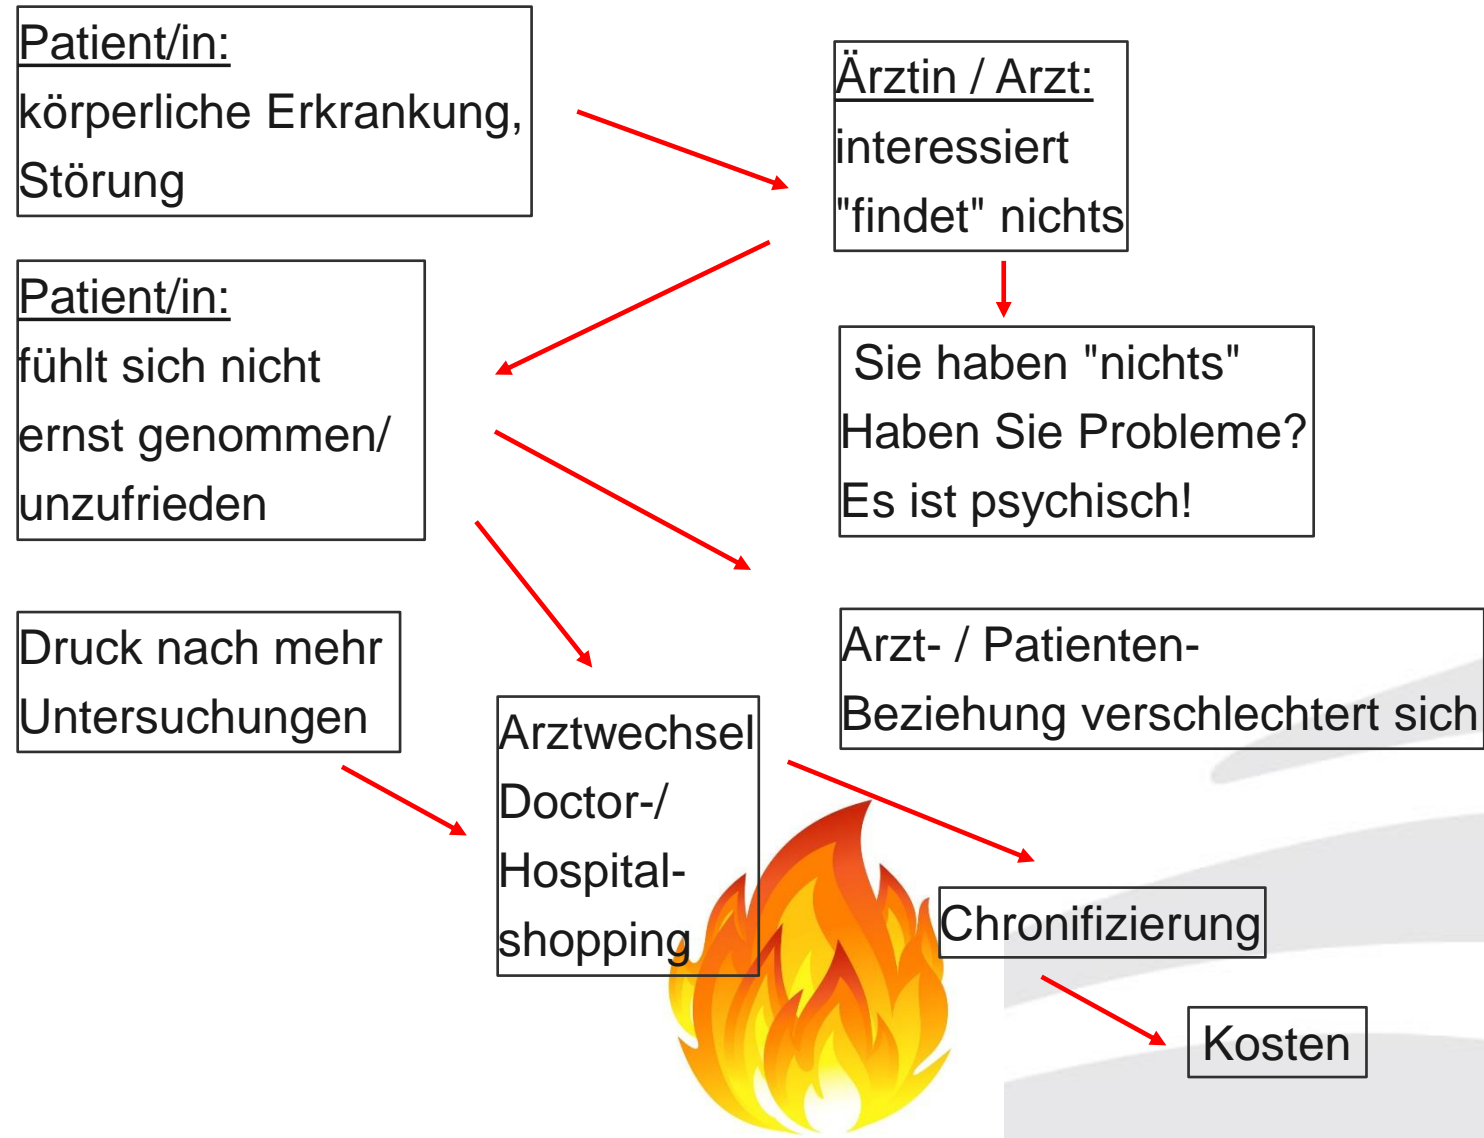 Patient/in:
körperliche Erkrankung,
Störung
Ärztin / Arzt:
interessiert
"findet" nichts
Patient/in:
fühlt sich nicht
ernst genommen/
unzufrieden
Sie haben "nichts"
Haben Sie Probleme?
Es ist psychisch!
Druck nach mehr
Untersuchungen
Arzt- / Patienten-
Beziehung verschlechtert sich
Arztwechsel
Doctor-/
Hospital-
shopping
Chronifizierung
Kosten